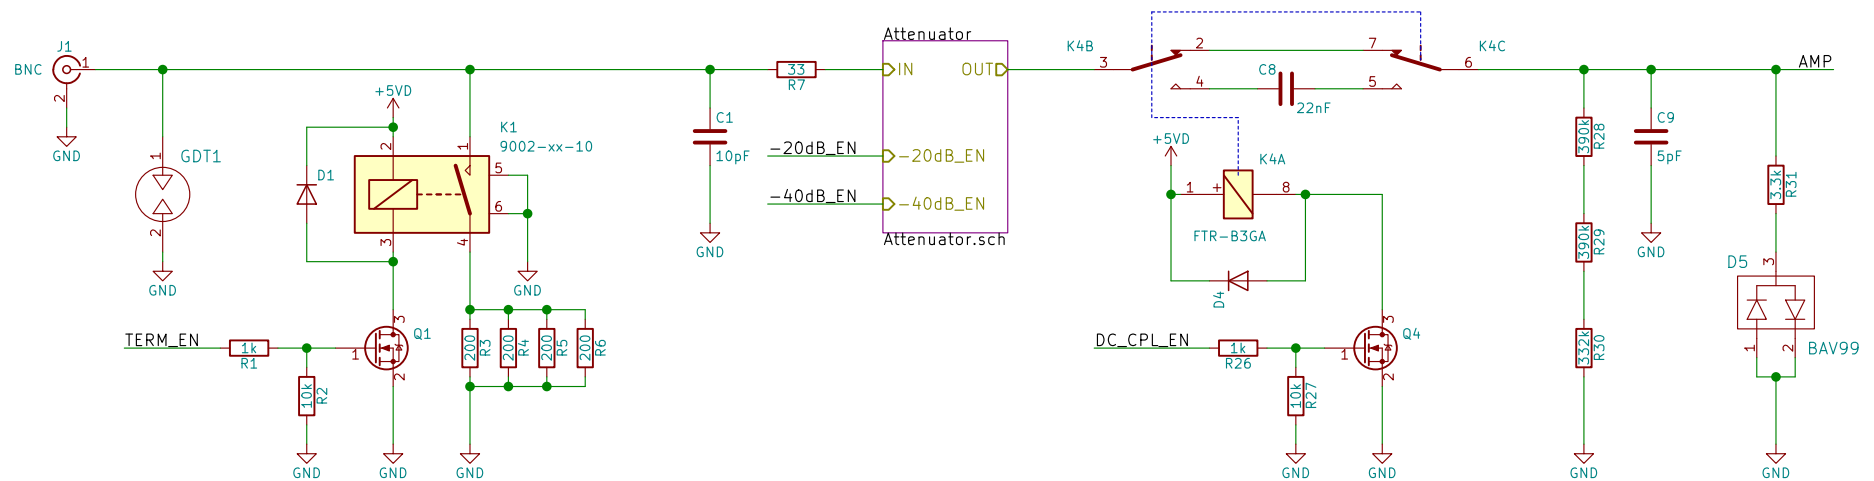 J1
BNC
1
2
GND
1
GDT1
2
GND
+5VD
D1
K1
9002-xx-10
2
1
5
6
3
4
GND
TERM_EN
1k
R1
10k
R2
GND
Q1
3
1
2
GND
200
R3
200
R4
200
R5
200
R6
GND
C1
10pF
GND
33
R7
Attenuator
IN
OUT
-20dB_EN
-20dB_EN
-40dB_EN
-40dB_EN
Attenuator.sch
K4B
3
2
4
C8
22nF
7
5
K4C
6
+5VD
K4A
1
+
8
FTR-B3GA
D4
DC_CPL_EN
1k
R26
10k
R27
GND
Q4
3
1
2
GND
AMP
390k
R28
390k
R29
332k
R30
GND
C9
5pF
GND
3.3k
R31
D5
3
1
2
BAV99
GND